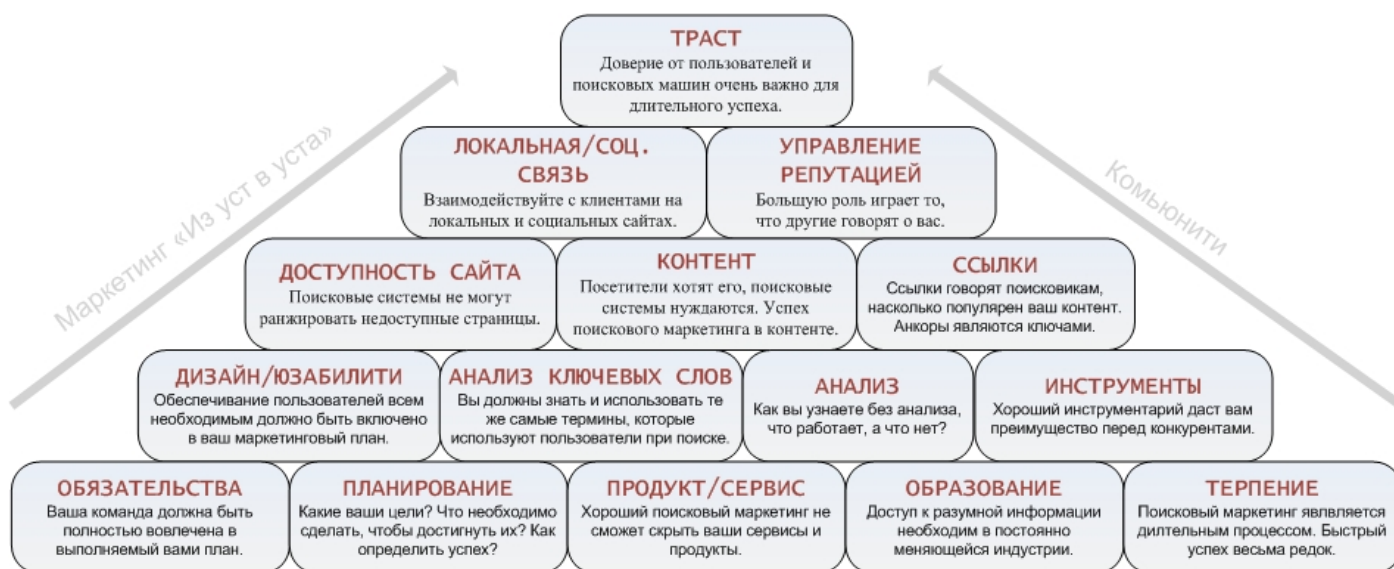 ТРАСТ
Доверие от пользователей и
поисковых машин очень важно для
длительного успеха.
Маркетинг «Из уст в уста»
Комьюнити
ЛОКАЛЬНАЯ/СОЦ.
СВЯЗЬ
Взаимодействуйте с клиентами на
локальных и социальных сайтах.
УПРАВЛЕНИЕ
РЕПУТАЦИЕЙ
Большую роль играет то,
что другие говорят о вас.
ДОСТУПНОСТЬ САЙТА
Поисковые системы не могут
ранжировать недоступные страницы.
КОНТЕНТ
Посетители хотят его, поисковые
системы нуждаются. Успех
поискового маркетинга в контенте.
ССЫЛКИ
Ссылки говорят поисковикам,
насколько популярен ваш контент.
Анкоры являются ключами.
ДИЗАЙН/ЮЗАБИЛИТИ
Обеспечивание пользователей всем
необходимым должно быть включено
в ваш маркетинговый план.
АНАЛИЗ КЛЮЧЕВЫХ СЛОВ
Вы должны знать и использовать те
же самые термины, которые
используют пользователи при поиске.
АНАЛИЗ
Как вы узнаете без анализа,
что работает, а что нет?
ИНСТРУМЕНТЫ
Хороший инструментарий даст вам
преимущество перед конкурентами.
ОБЯЗАТЕЛЬСТВА
Ваша команда должна быть
полностью вовлечена в
выполняемый вами план.
ПЛАНИРОВАНИЕ
Какие ваши цели? Что необходимо
сделать, чтобы достигнуть их? Как
определить успех?
ПРОДУКТ/СЕРВИС
Хороший поисковый маркетинг не
сможет скрыть ваши сервисы и
продукты.
ОБРАЗОВАНИЕ
Доступ к разумной информации
необходим в постоянно
меняющейся индустрии.
ТЕРПЕНИЕ
Поисковый маркетинг явлвляется
дилтельным процессом. Быстрый
успех весьма редок.